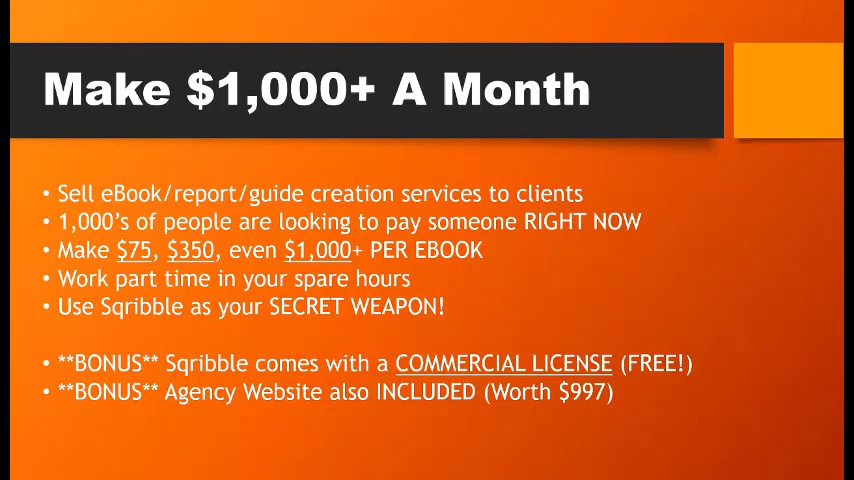 Make $1,000+ A Month
• Sell eBook/report/guide creation services to clients
• 1,000’s of people are looking to pay someone RIGHT NOW
• Make $75, $350, even $1,000+ PER EBOOK
• Work part time in your spare hours
• Use Sqribble as your SECRET WEAPON!
• **BONUS** Sqribble comes with a COMMERCIAL LICENSE (FREE!)
• **BONUS** Agency Website also INCLUDED (Worth $997)